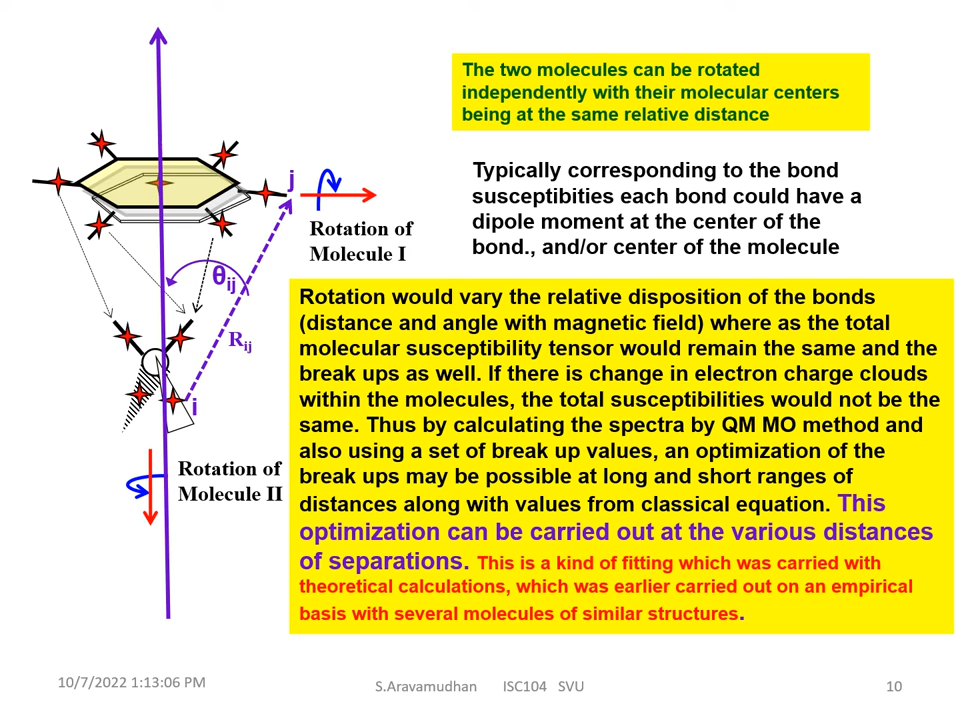 The two molecules can be rotated
independently with their molecular centers
being at the same relative distance
Typically corresponding to the bond
susceptibities each bond could have a
dipole moment at the center of the
bond., and/or center of the molecule
j
Rotation of
Molecule I
θij
Rij
i
Rotation of
Molecule II
Rotation would vary the relative disposition of the bonds
(distance and angle with magnetic field) where as the total
molecular susceptibility tensor would remain the same and the
break ups as well. If there is change in electron charge clouds
within the molecules, the total susceptibilities would not be the
same. Thus by calculating the spectra by QM MO method and
also using a set of break up values, an optimization of the
break ups may be possible at long and short ranges of
distances along with values from classical equation. This
optimization can be carried out at the various distances
of separations. This is a kind of fitting which was carried with
theoretical calculations, which was earlier carried out on an empirical
basis with several molecules of similar structures.
10/7/2022 1:13:06 PM
S.Aravamudhan ISC104 SVU
10